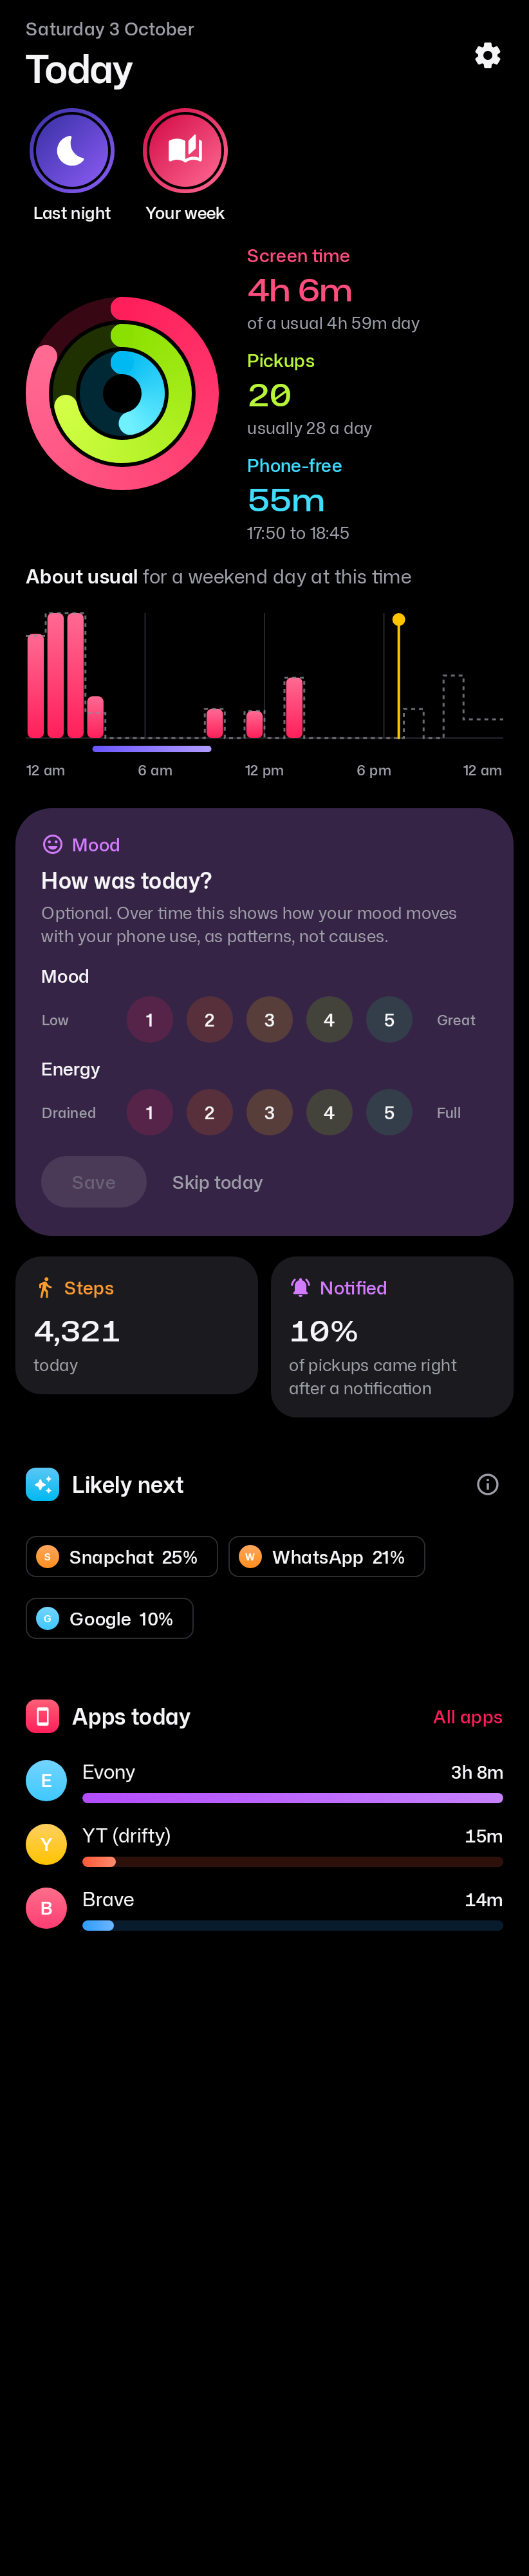 Saturday 3 October
Today
Last night
Your week
Screen time
4h 6m
of a usual 4h 59m day
Pickups
20
usually 28 a day
Phone-free
55m
17:50 to 18:45
About usual for a weekend day at this time
12 am 6 am 12 pm 6 pm 12 am
Mood
How was today?
Optional. Over time this shows how your mood moves
with your phone use, as patterns, not causes.
Mood
Low 1 2 3 4 5 Great
Energy
Drained 1 2 3 4 5 Full
Save Skip today
Steps
4,321
today
Notified
10%
of pickups came right
after a notification
Likely next
S Snapchat 25% W WhatsApp 21%
G Google 10%
Apps today All apps
E Evony 3h 8m
Y YT (drifty) 15m
B Brave 14m